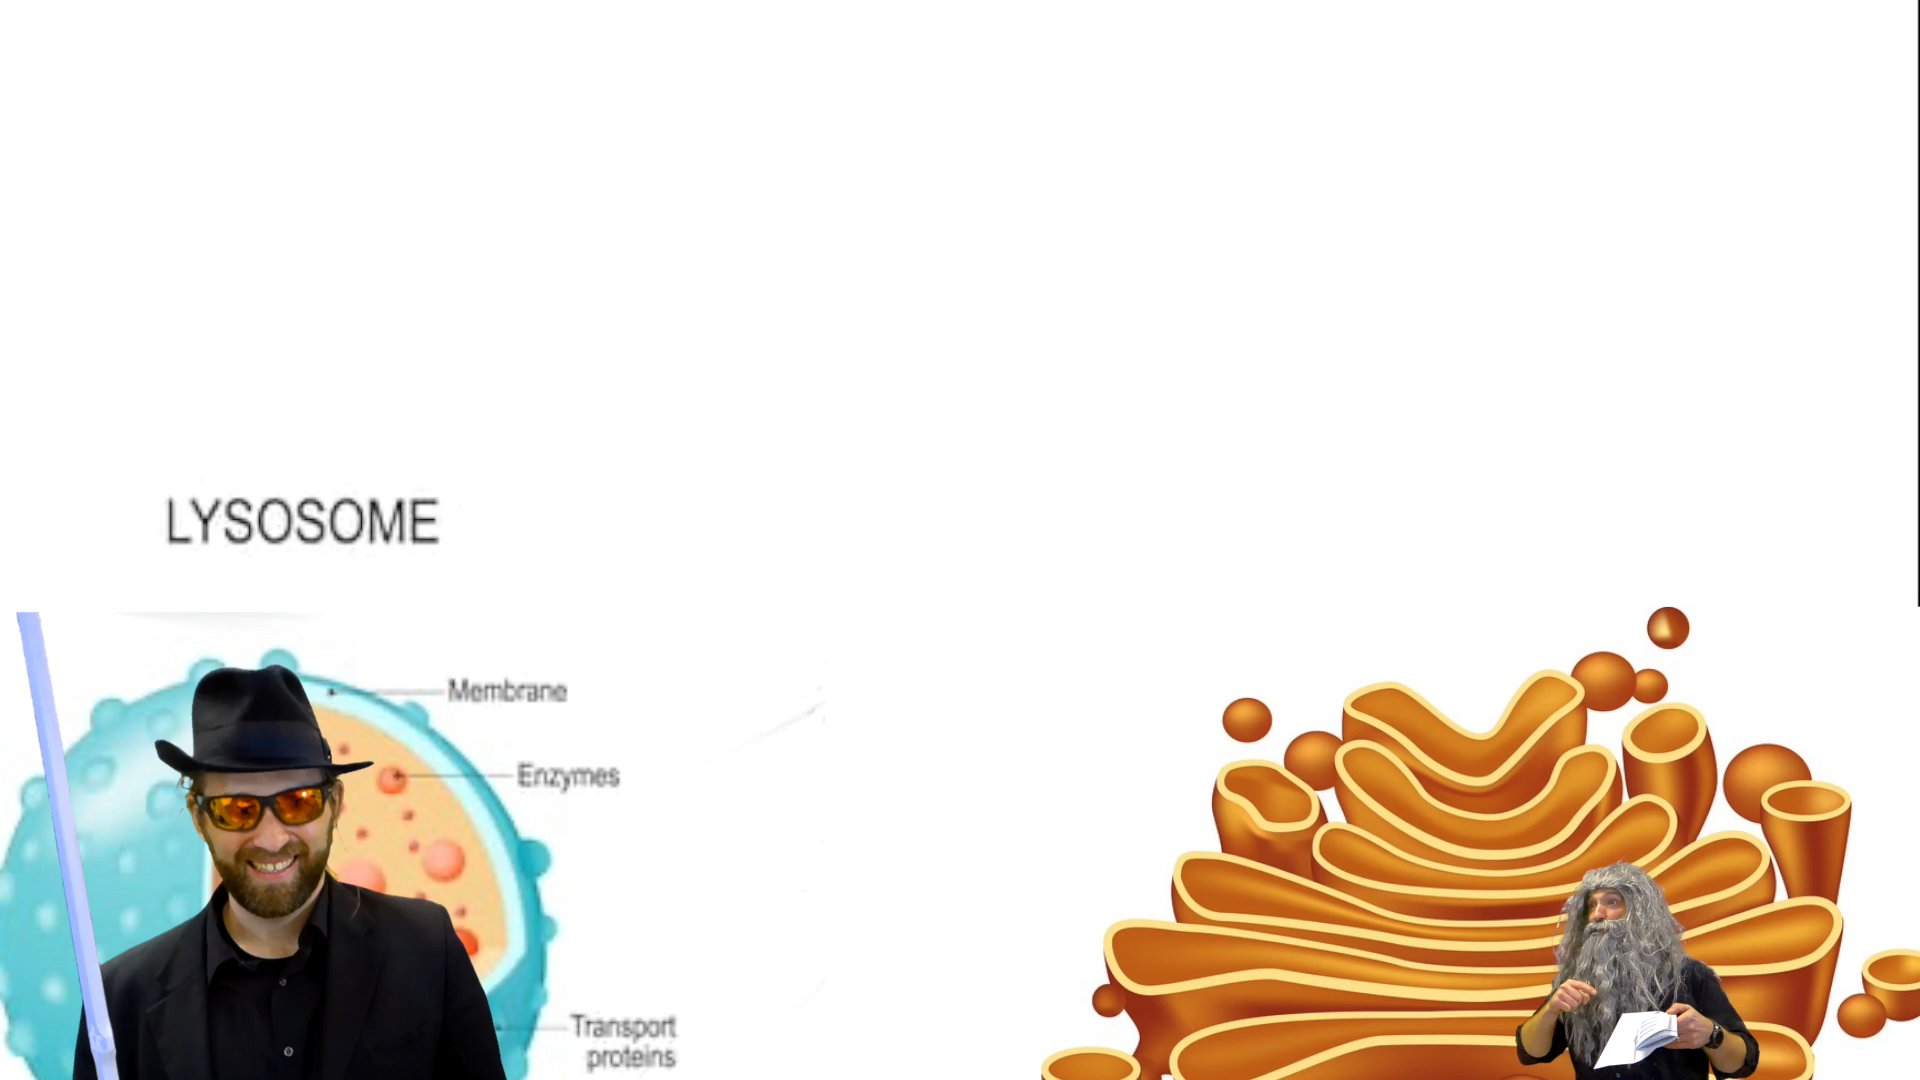 LYSOSOME
Membrane
Enzymes
Transport
proteins